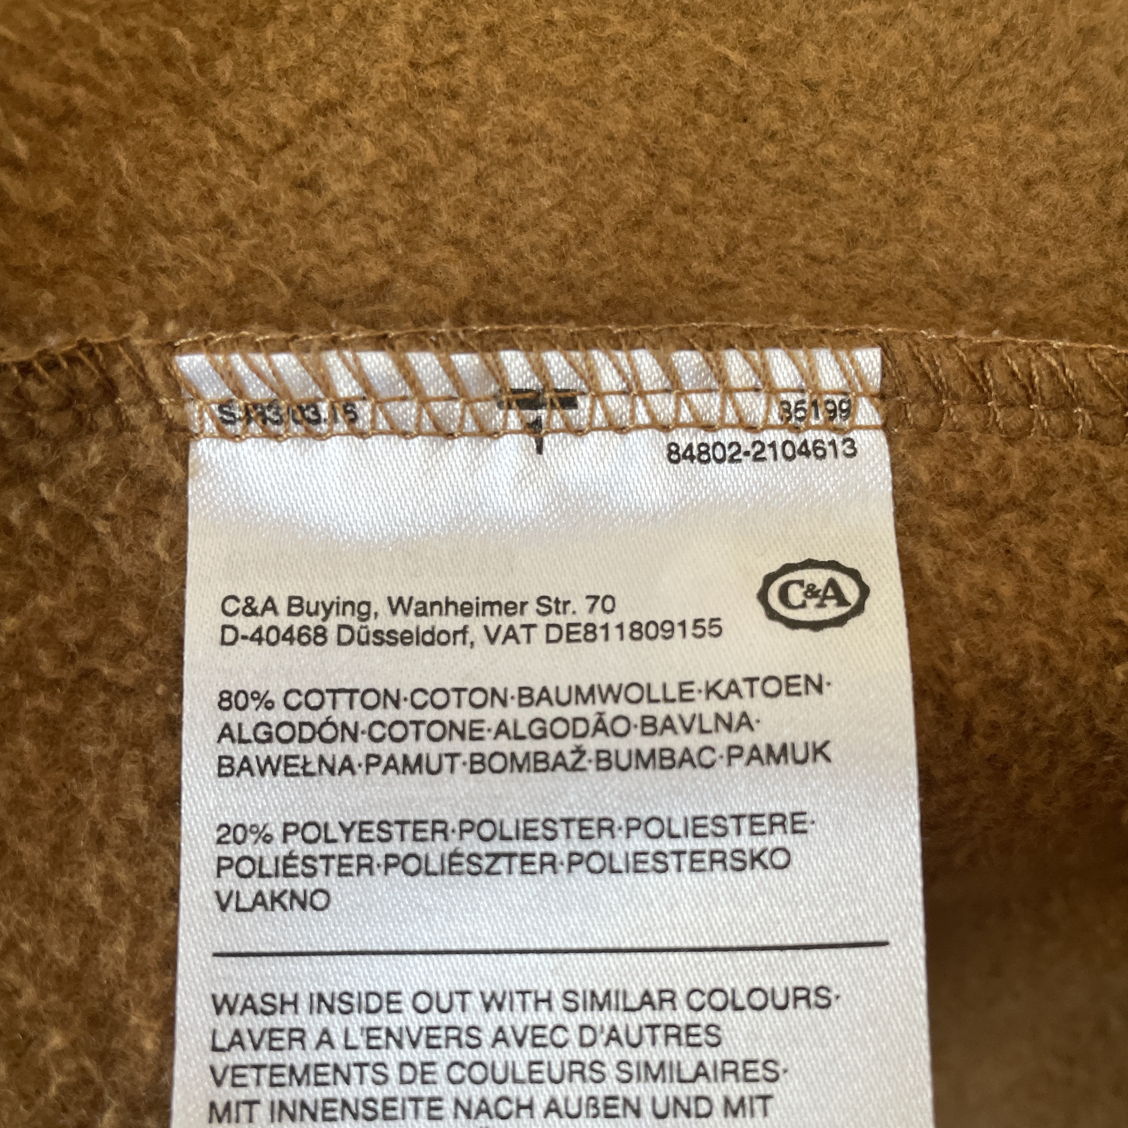 35199
84802-2104613
C&A Buying, Wanheimer Str. 70
D-40468 Düsseldorf, VAT DE811809155
C&A
80% COTTON·COTON·BAUMWOLLE·KATOEN·
ALGODÓN·COTONE·ALGODÃO·BAVLNA·
BAWEŁNA·PAMUT·BOMBAŽ·BUMBAC·PAMUK
20% POLYESTER·POLIESTER·POLIESTERE·
POLIÉSTER·POLIÉSZTER·POLIESTERSKO
VLAKNO
WASH INSIDE OUT WITH SIMILAR COLOURS·
LAVER A L'ENVERS AVEC D'AUTRES
VETEMENTS DE COULEURS SIMILAIRES·
MIT INNENSEITE NACH AUßEN UND MIT